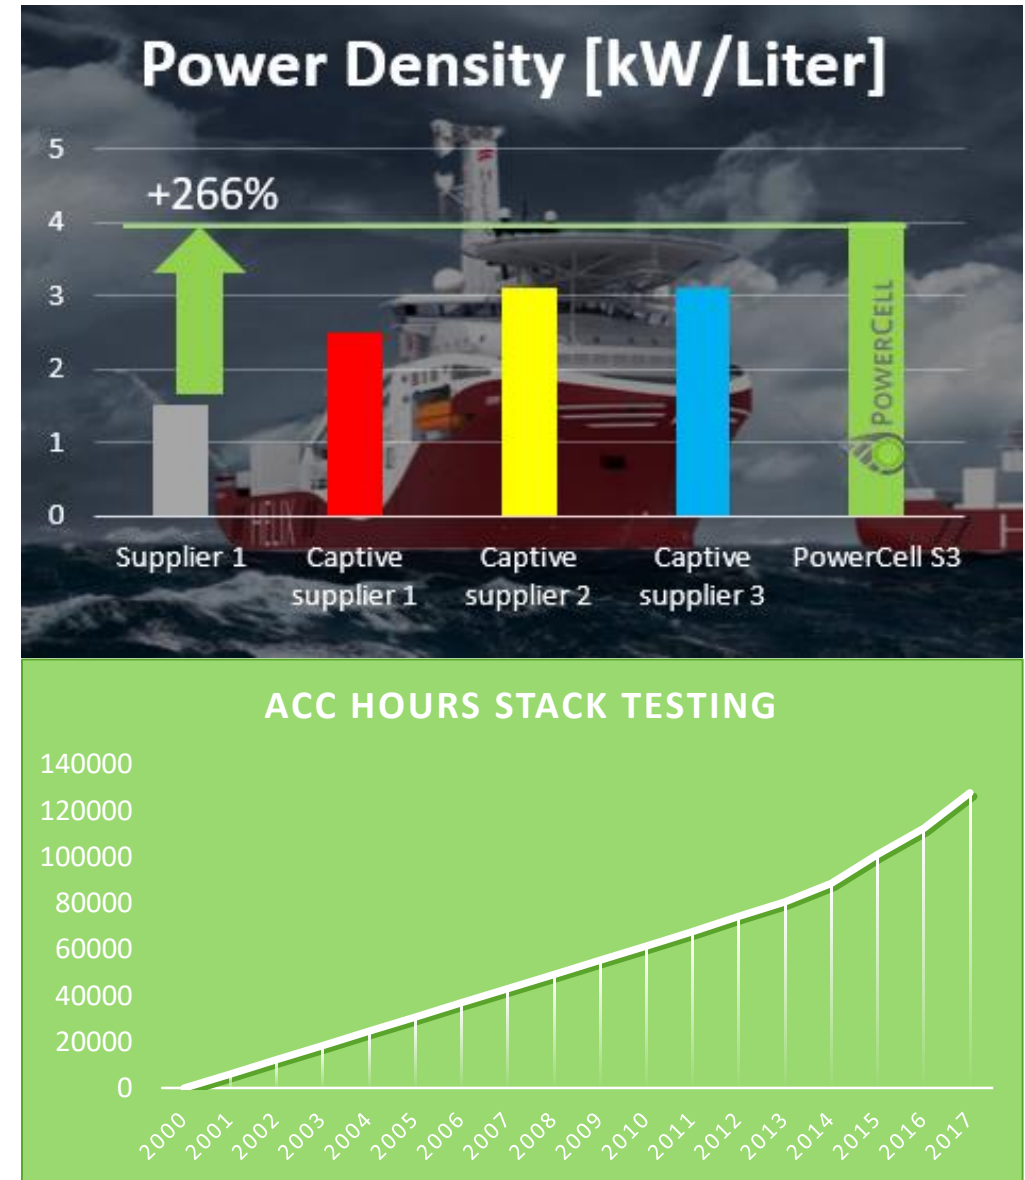 Power Density [kW/Liter]
5
+266%
4
3
2
1
0
POWERCELL
HELIX
Supplier 1
Captive
supplier 1
Captive
supplier 2
Captive
supplier 3
PowerCell S3
ACC HOURS STACK TESTING
140000
120000
100000
80000
60000
40000
20000
0
2000
2001
2002
2003
2004
2005
2006
2007
2008
2009
2010
2011
2012
2013
2014
2015
2016
2017